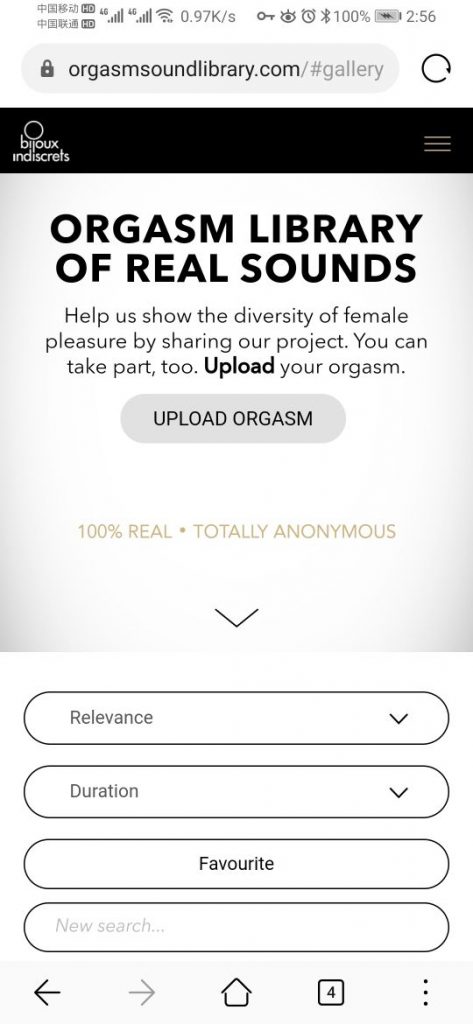 中国移动 HD 4G 4G 0.97K/s 100% 2:56
中国联通 HD
orgasmsoundlibrary.com/#gallery
bijoux
indiscrets
ORGASM LIBRARY
OF REAL SOUNDS
Help us show the diversity of female
pleasure by sharing our project. You can
take part, too. Upload your orgasm.
UPLOAD ORGASM
100% REAL • TOTALLY ANONYMOUS
Relevance
Duration
Favourite
New search...
4